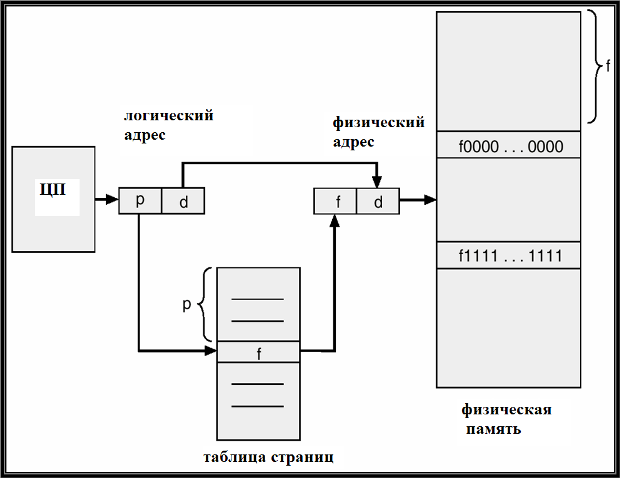 логический
адрес
физический
адрес
f
f0000 . . . 0000
ЦП
p
d
f
d
f1111 . . . 1111
p
f
физическая
память
таблица страниц